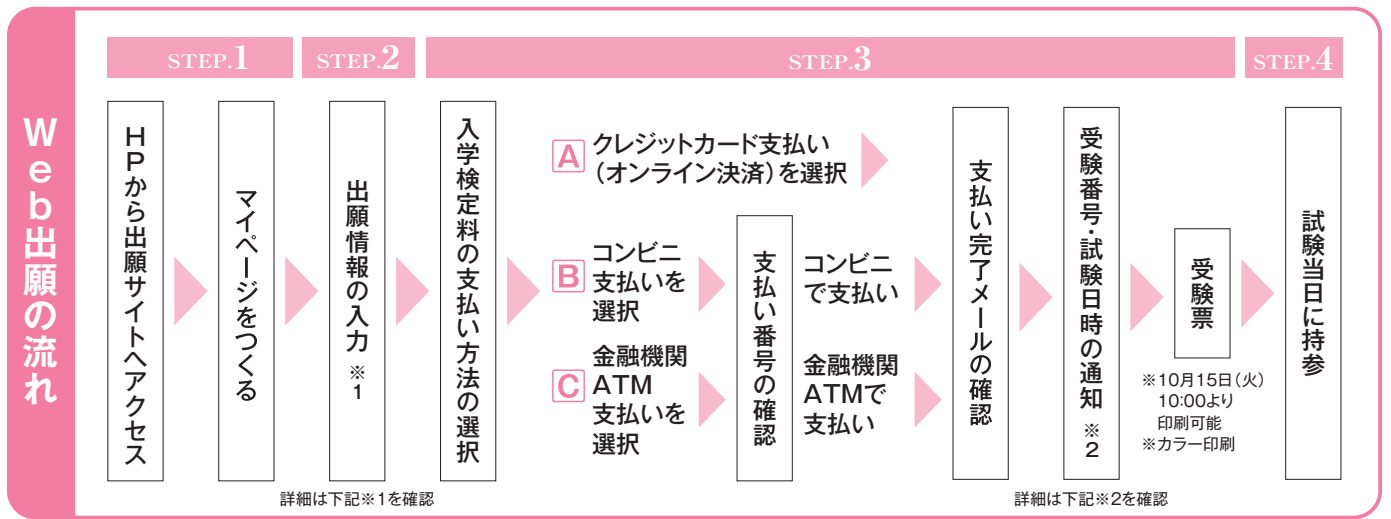 Web出願の流れ
STEP.1
STEP.2
STEP.3
STEP.4
HPから出願サイトへアクセス
マイページをつくる
出願情報の入力 ※1
入学検定料の支払い方法の選択
A クレジットカード支払い
(オンライン決済)を選択
B コンビニ
支払いを
選択
C 金融機関
ATM
支払いを
選択
支払い番号の確認
コンビニ
で支払い
金融機関
ATMで
支払い
支払い完了メールの確認
受験番号・試験日時の通知 ※2
受験票
※10月15日(火)
10:00より
印刷可能
※カラー印刷
試験当日に持参
詳細は下記※1を確認
詳細は下記※2を確認